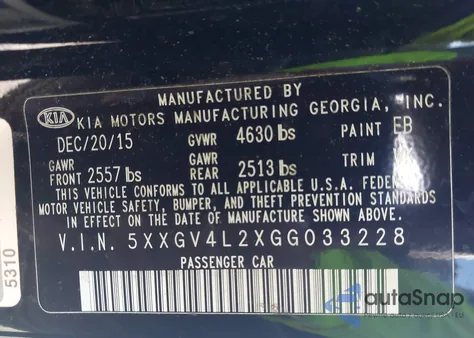 MANUFACTURED BY
KIA KIA MOTORS MANUFACTURING GEORGIA, INC.
DEC/20/15 GVWR 4630 lbs PAINT EB
GAWR FRONT 2557 lbs GAWR REAR 2513 lbs TRIM
THIS VEHICLE CONFORMS TO ALL APPLICABLE U.S.A. FEDERAL
MOTOR VEHICLE SAFETY, BUMPER, AND THEFT PREVENTION STANDARDS
IN EFFECT ON THE DATE OF MANUFACTURE SHOWN ABOVE.
V.I.N. 5XXGV4L2XGG033228
PASSENGER CAR
5310
autoSnap